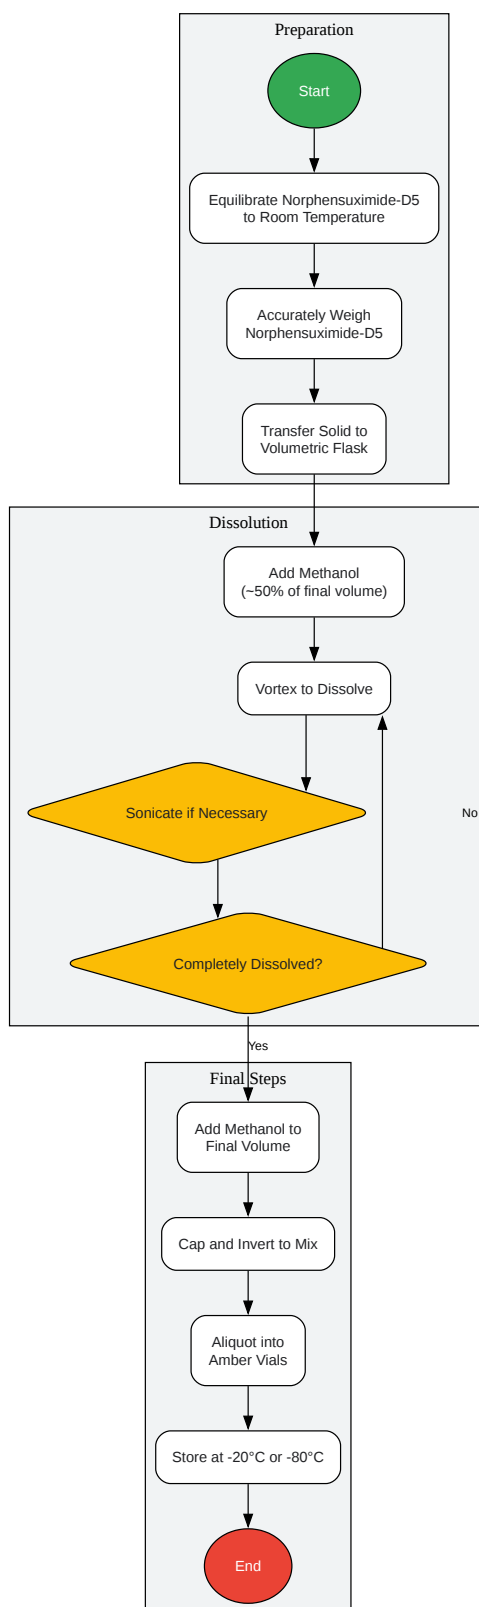 Preparation
Start
Equilibrate Norphensuximide-D5
to Room Temperature
Accurately Weigh
Norphensuximide-D5
Transfer Solid to
Volumetric Flask
Dissolution
Add Methanol
(~50% of final volume)
Vortex to Dissolve
Sonicate if Necessary
No
Completely Dissolved?
Yes
Final Steps
Add Methanol to
Final Volume
Cap and Invert to Mix
Aliquot into
Amber Vials
Store at -20°C or -80°C
End